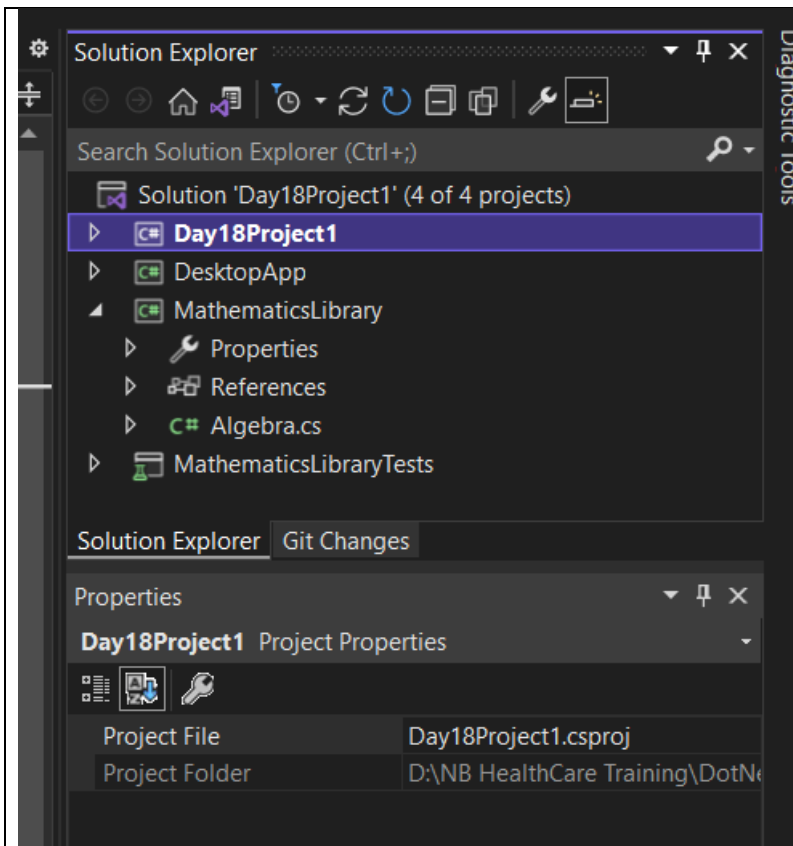 Solution Explorer
Diagnostic Tools
Search Solution Explorer (Ctrl+;)
Solution 'Day18Project1' (4 of 4 projects)
C# Day18Project1
C# DesktopApp
C# MathematicsLibrary
Properties
References
C# Algebra.cs
MathematicsLibraryTests
Solution Explorer Git Changes
Properties
Day18Project1 Project Properties
AZ
Project File Day18Project1.csproj
Project Folder D:\NB HealthCare Training\DotNe